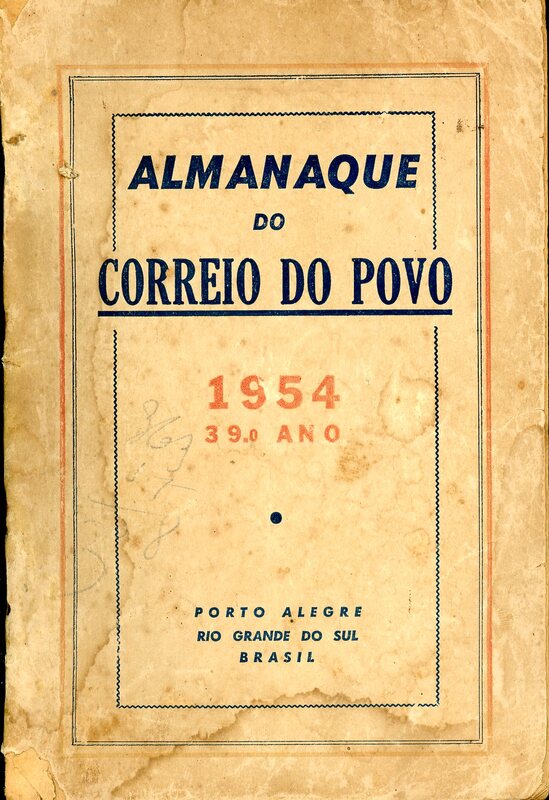 ALMANAQUE
DO
CORREIO DO POVO
1954
39.o ANO
PORTO ALEGRE
RIO GRANDE DO SUL
BRASIL